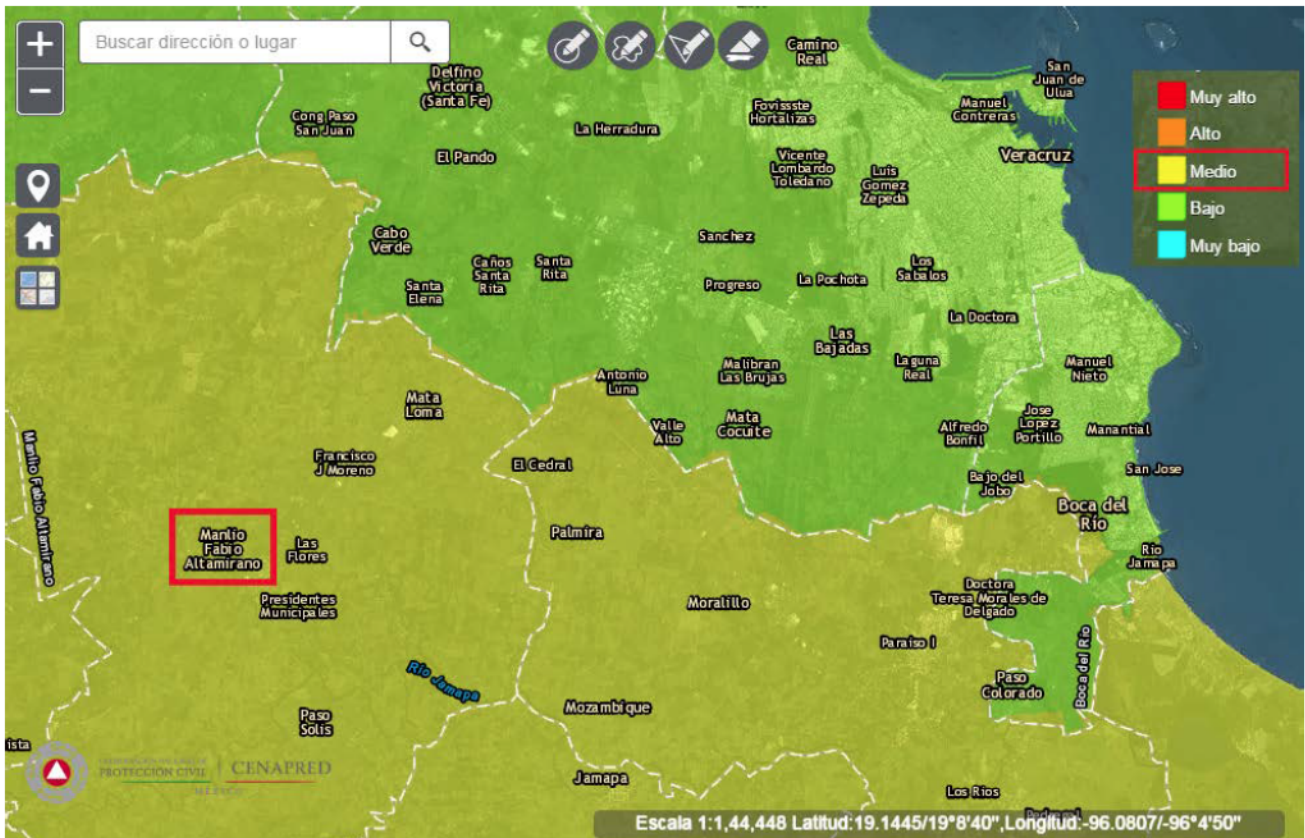 Buscar dirección o lugar
Camino
Real
San
Juan de
Ulua
Delfino
Victoria
(Santa Fe)
Muy alto
Cong Paso
San Juan
Fovissste
Hortalizas
Manuel
Contreras
La Herradura
Alto
El Pando
Vicente
Lombardo
Toledano
Veracruz
Luis
Gomez
Zepeda
Medio
Bajo
Cabo
Verde
Sanchez
Muy bajo
Caños
Santa
Rita
Santa
Rita
Los
Sabalos
Santa
Elena
Progreso
La Pochota
La Doctora
Las
Bajadas
Malibran
Las Brujas
Laguna
Real
Manuel
Nieto
Antonio
Luna
Mata
Loma
Valle
Alto
Mata
Cocuite
Alfredo
Bonfil
Jose
Lopez
Portillo
Manantial
Manlio Fabio Altamirano
Francisco
J Moreno
El Cedral
Bajo del
Jobo
San Jose
Boca del
Río
Manlio
Fabio
Altamirano
Las
Flores
Palmira
Rio
Jamapa
Presidentes
Municipales
Moralillo
Doctora
Teresa Morales de
Delgado
Paraiso I
Boca del Río
Río Jamapa
Paso
Colorado
Paso
Solis
Mozambique
ista
PROTECCIÓN CIVIL
CENAPRED
MÉXICO
Jamapa
Los Rios
Escala 1:1,44,448 Latitud:19.1445/19°8'40",Longitud:-96.0807/-96°4'50"